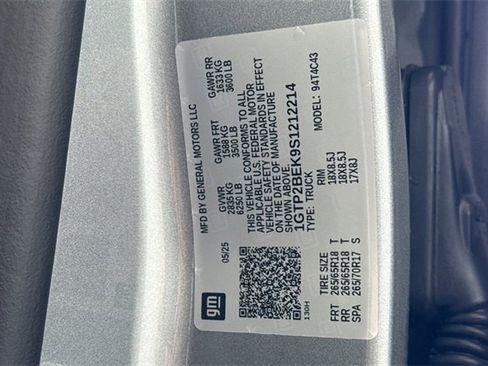 MFD BY GENERAL MOTORS LLC
05/25
GVWR GAWR FRT GAWR RR
2835 KG 1588 KG 1633 KG
6250 LB 3500 LB 3600 LB
THIS VEHICLE CONFORMS TO ALL
APPLICABLE FEDERAL MOTOR
VEHICLE SAFETY STANDARDS IN EFFECT
ON THE DATE OF MANUFACTURE
SHOWN ABOVE.
1GTP2BEK9S1212214
TYPE: TRUCK MODEL: 94T4C43
gm
130H
TIRE SIZE RIM
FRT 265/65R18 T 18X8.5J
RR 265/65R18 T 18X8.5J
SPA 265/70R17 S 17X8J